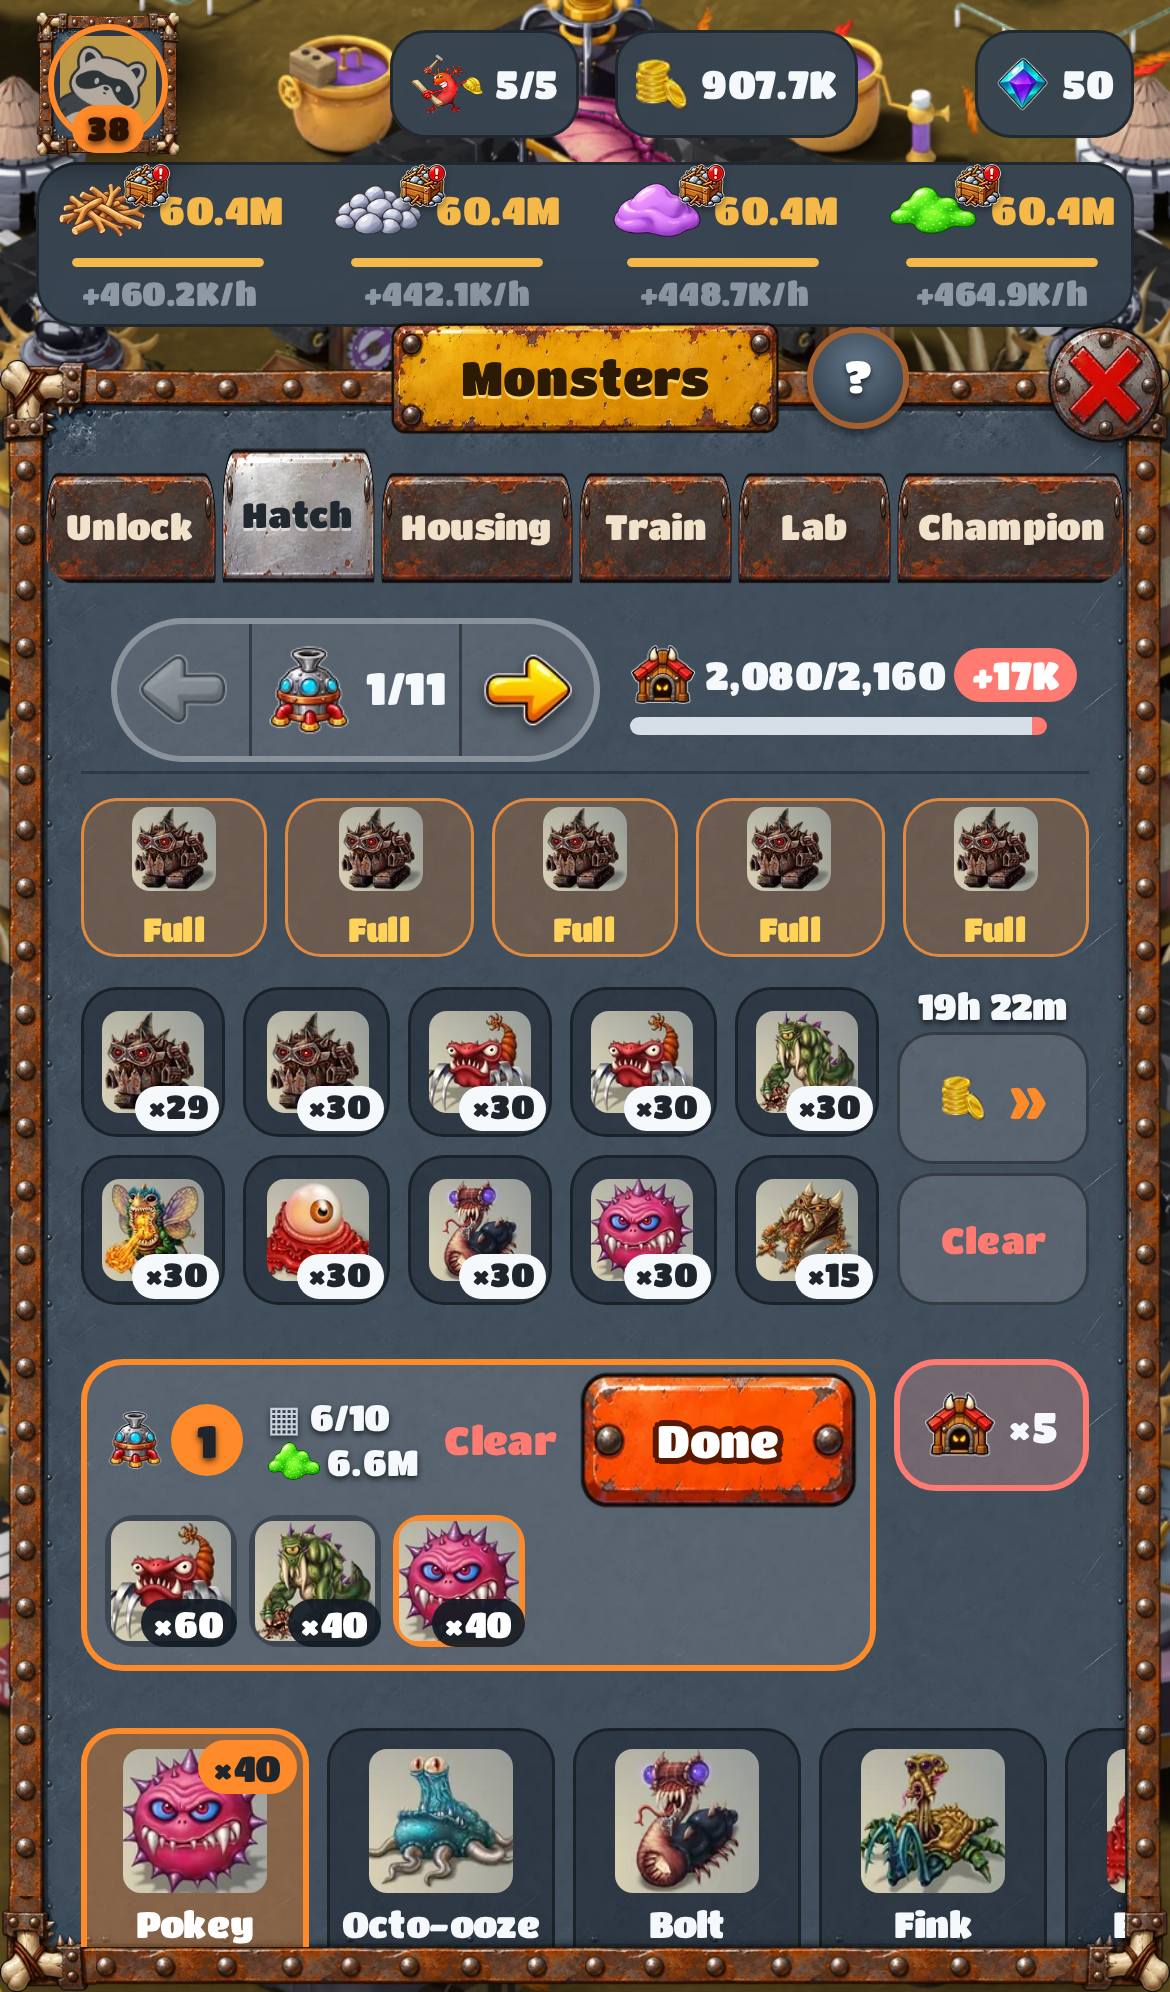 38
5/5
907.7K
50
60.4M
60.4M
60.4M
60.4M
+460.2K/h
+442.1K/h
+448.7K/h
+464.9K/h
Monsters
?
Unlock
Hatch
Housing
Train
Lab
Champion
1/11
2,080/2,160
+17K
Full
Full
Full
Full
Full
19h 22m
×29
×30
×30
×30
×30
×30
×30
×30
×30
×15
Clear
1
6/10
6.6M
Clear
Done
×5
×60
×40
×40
×40
Pokey
Octo-ooze
Bolt
Fink